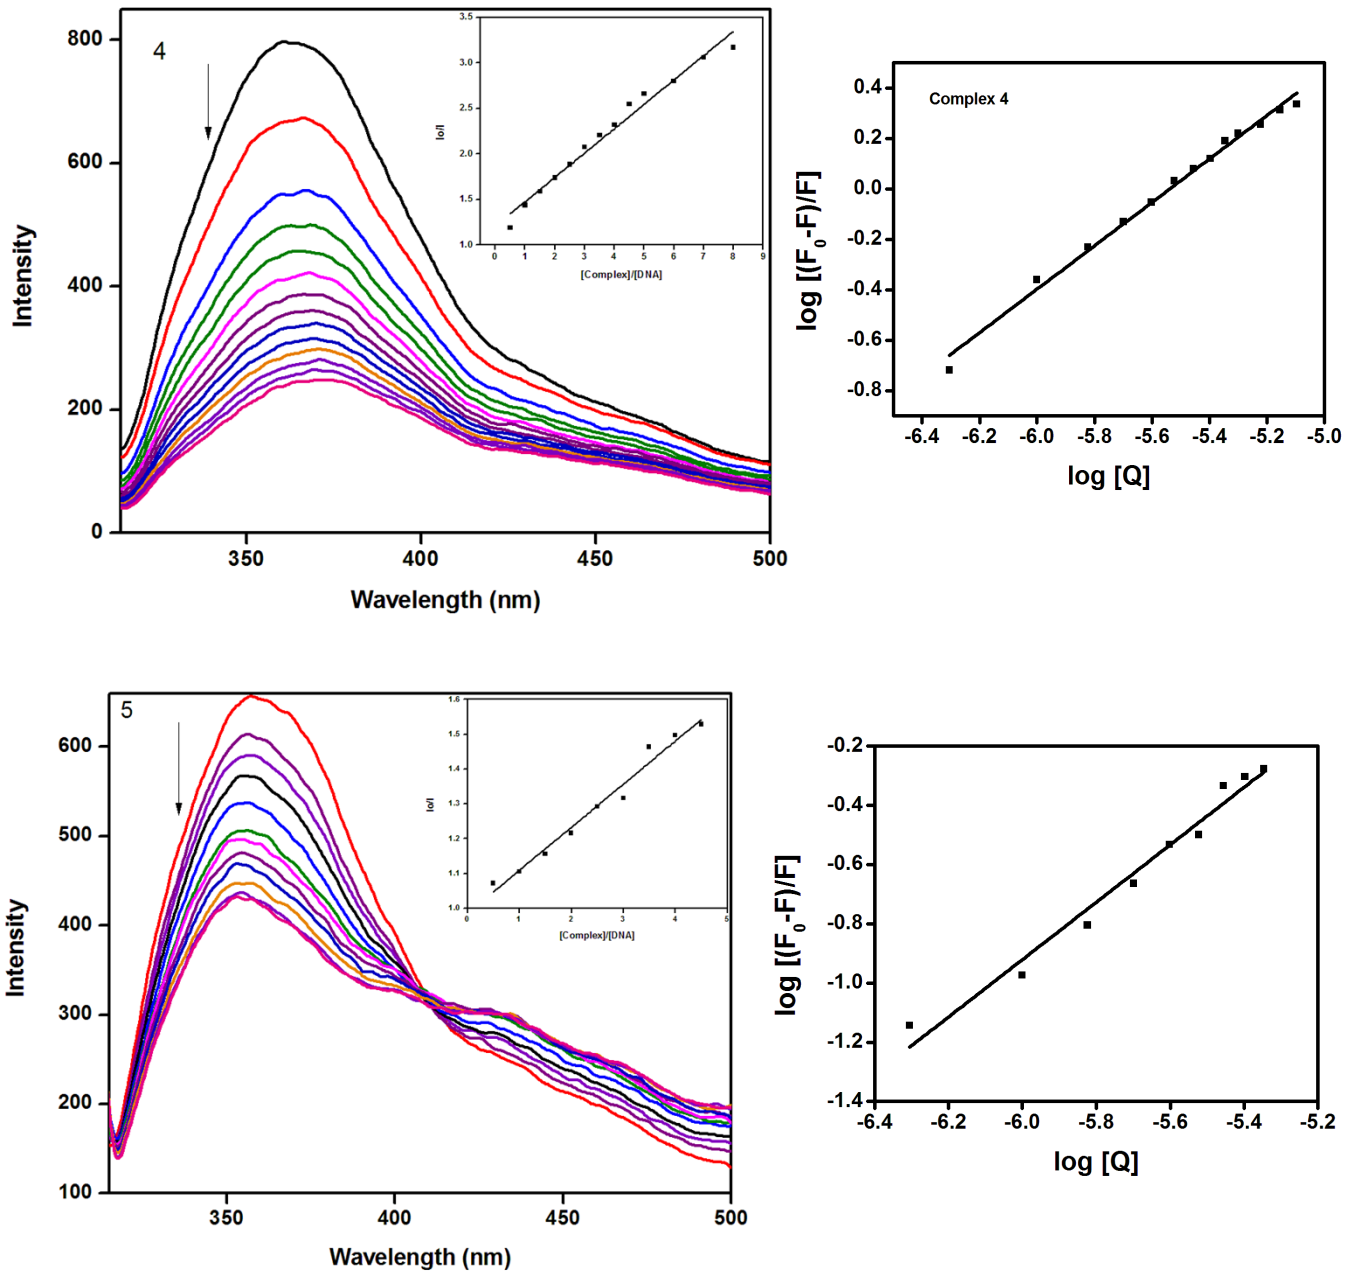 4
Intensity
800
600
400
200
0
350
400
450
500
Wavelength (nm)
Io/I
3.5
3.0
2.5
2.0
1.5
1.0
0 1 2 3 4 5 6 7 8 9
[Complex]/[DNA]
Complex 4
log [(F0-F)/F]
0.4
0.2
0.0
-0.2
-0.4
-0.6
-0.8
-6.4 -6.2 -6.0 -5.8 -5.6 -5.4 -5.2 -5.0
log [Q]
5
Intensity
600
500
400
300
200
100
350
400
450
500
Wavelength (nm)
Io/I
1.6
1.5
1.4
1.3
1.2
1.1
1.0
0 1 2 3 4 5
[Complex]/[DNA]
log [(F0-F)/F]
-0.2
-0.4
-0.6
-0.8
-1.0
-1.2
-1.4
-6.4 -6.2 -6.0 -5.8 -5.6 -5.4 -5.2
log [Q]